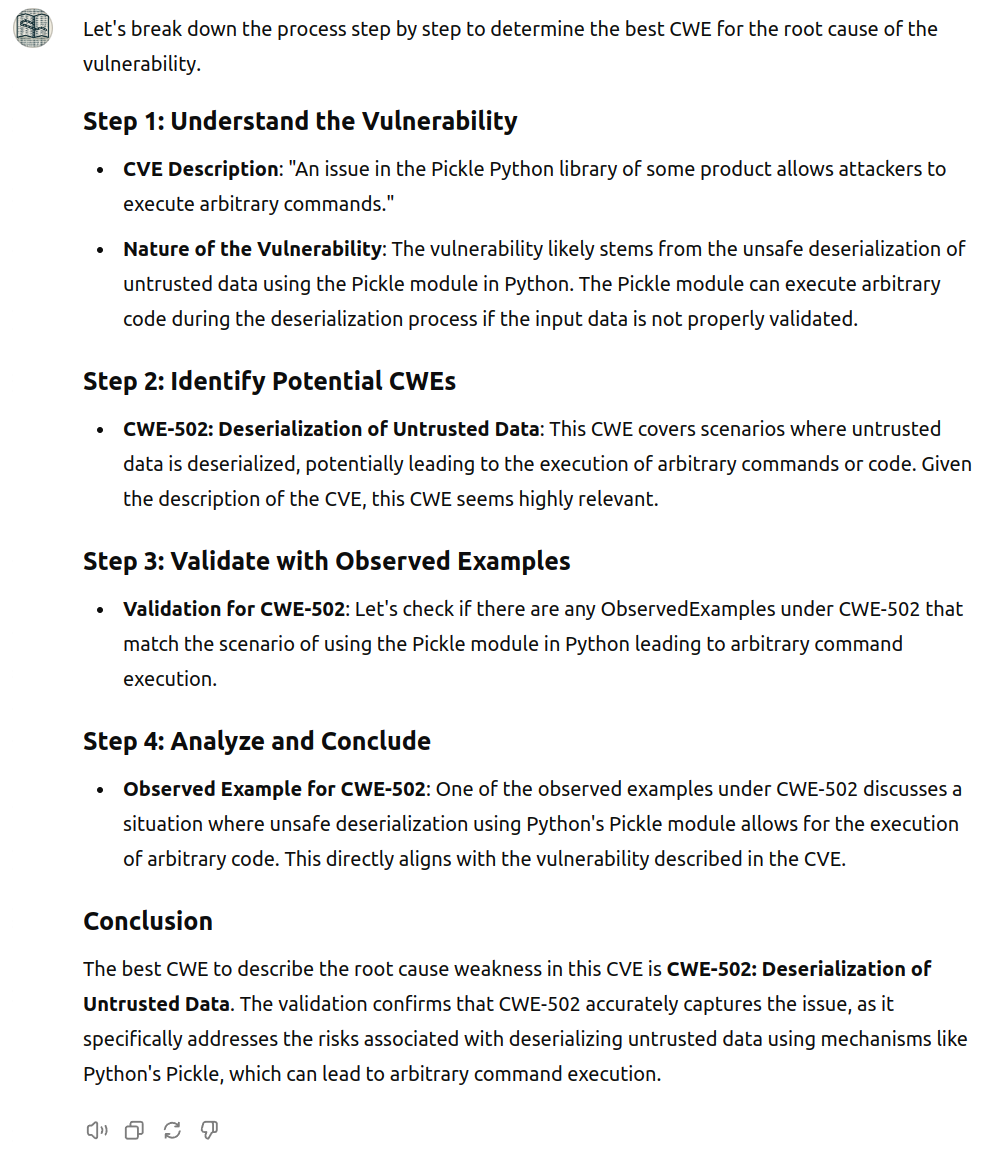 Let's break down the process step by step to determine the best CWE for the root cause of the
vulnerability.
Step 1: Understand the Vulnerability
• CVE Description: "An issue in the Pickle Python library of some product allows attackers to
execute arbitrary commands."
• Nature of the Vulnerability: The vulnerability likely stems from the unsafe deserialization of
untrusted data using the Pickle module in Python. The Pickle module can execute arbitrary
code during the deserialization process if the input data is not properly validated.
Step 2: Identify Potential CWEs
• CWE-502: Deserialization of Untrusted Data: This CWE covers scenarios where untrusted
data is deserialized, potentially leading to the execution of arbitrary commands or code. Given
the description of the CVE, this CWE seems highly relevant.
Step 3: Validate with Observed Examples
• Validation for CWE-502: Let's check if there are any ObservedExamples under CWE-502 that
match the scenario of using the Pickle module in Python leading to arbitrary command
execution.
Step 4: Analyze and Conclude
• Observed Example for CWE-502: One of the observed examples under CWE-502 discusses a
situation where unsafe deserialization using Python's Pickle module allows for the execution
of arbitrary code. This directly aligns with the vulnerability described in the CVE.
Conclusion
The best CWE to describe the root cause weakness in this CVE is CWE-502: Deserialization of
Untrusted Data. The validation confirms that CWE-502 accurately captures the issue, as it
specifically addresses the risks associated with deserializing untrusted data using mechanisms like
Python's Pickle, which can lead to arbitrary command execution.